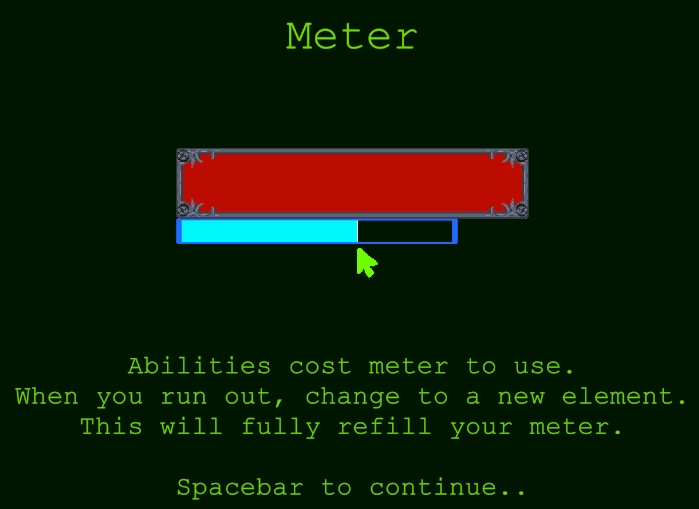 Meter
Abilities cost meter to use.
When you run out, change to a new element.
This will fully refill your meter.
Spacebar to continue..